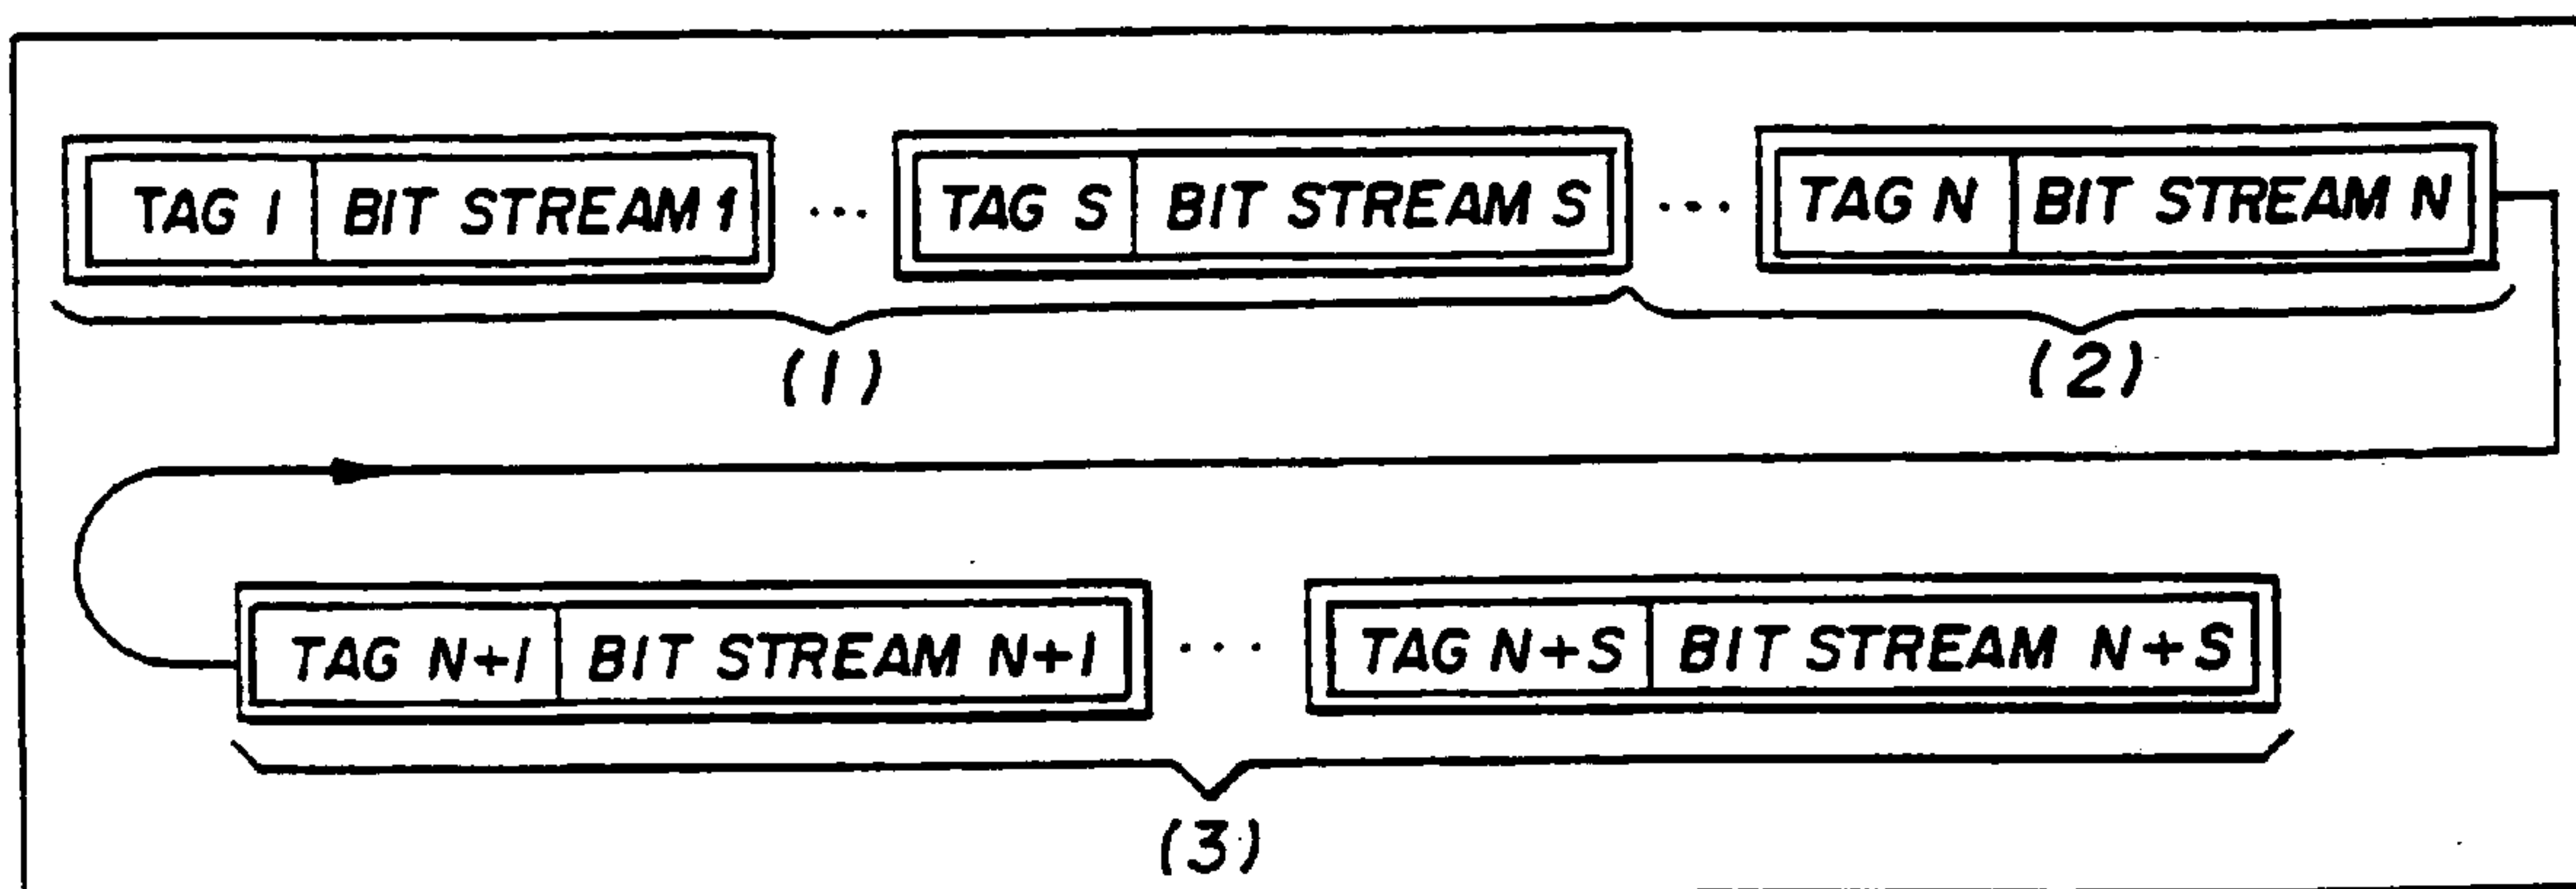 TAG 1 BIT STREAM 1 ... TAG S BIT STREAM S ... TAG N BIT STREAM N
(1) (2)
TAG N+1 BIT STREAM N+1 ... TAG N+S BIT STREAM N+S
(3)